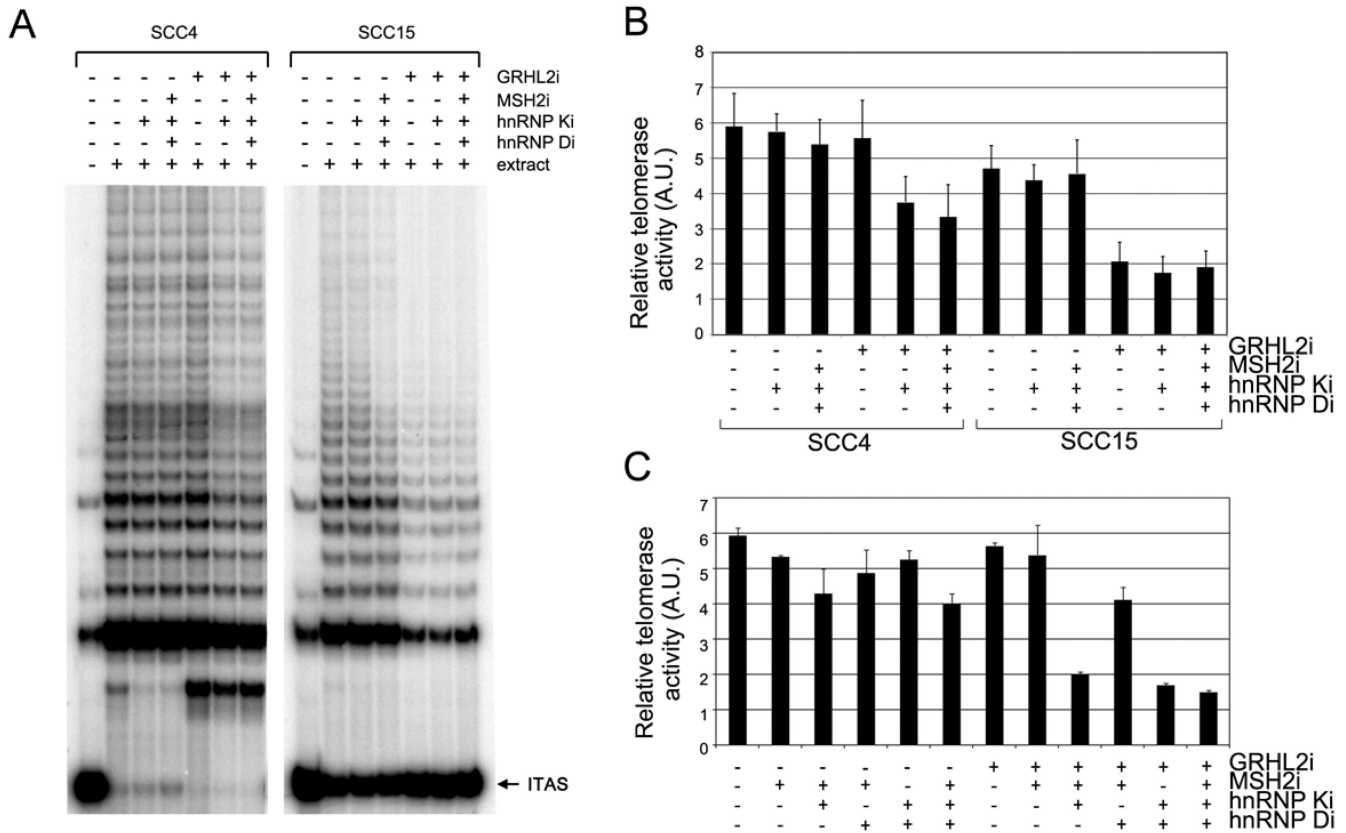 A
SCC4 SCC15
- - - - + + + - - - - + + + GRHL2i
- - - + - - + - - - + - - + MSH2i
- - + + - + + - - + + - + + hnRNP Ki
- - - + - - + - - - + - - + hnRNP Di
- + + + + + + - + + + + + + extract
← ITAS
B
Relative telomerase
activity (A.U.)
8
7
6
5
4
3
2
1
0
- - - + + + - - - + + + GRHL2i
- - + - - + - - + - - + MSH2i
- + + - + + - + + - + + hnRNP Ki
- - + - - + - - + - - + hnRNP Di
SCC4 SCC15
C
Relative telomerase
activity (A.U.)
7
6
5
4
3
2
1
0
- - - - - - + + + + + + GRHL2i
- + + + - + - + + + - + MSH2i
- - + - + + - - + - + + hnRNP Ki
- - - + + + - - - + + + hnRNP Di